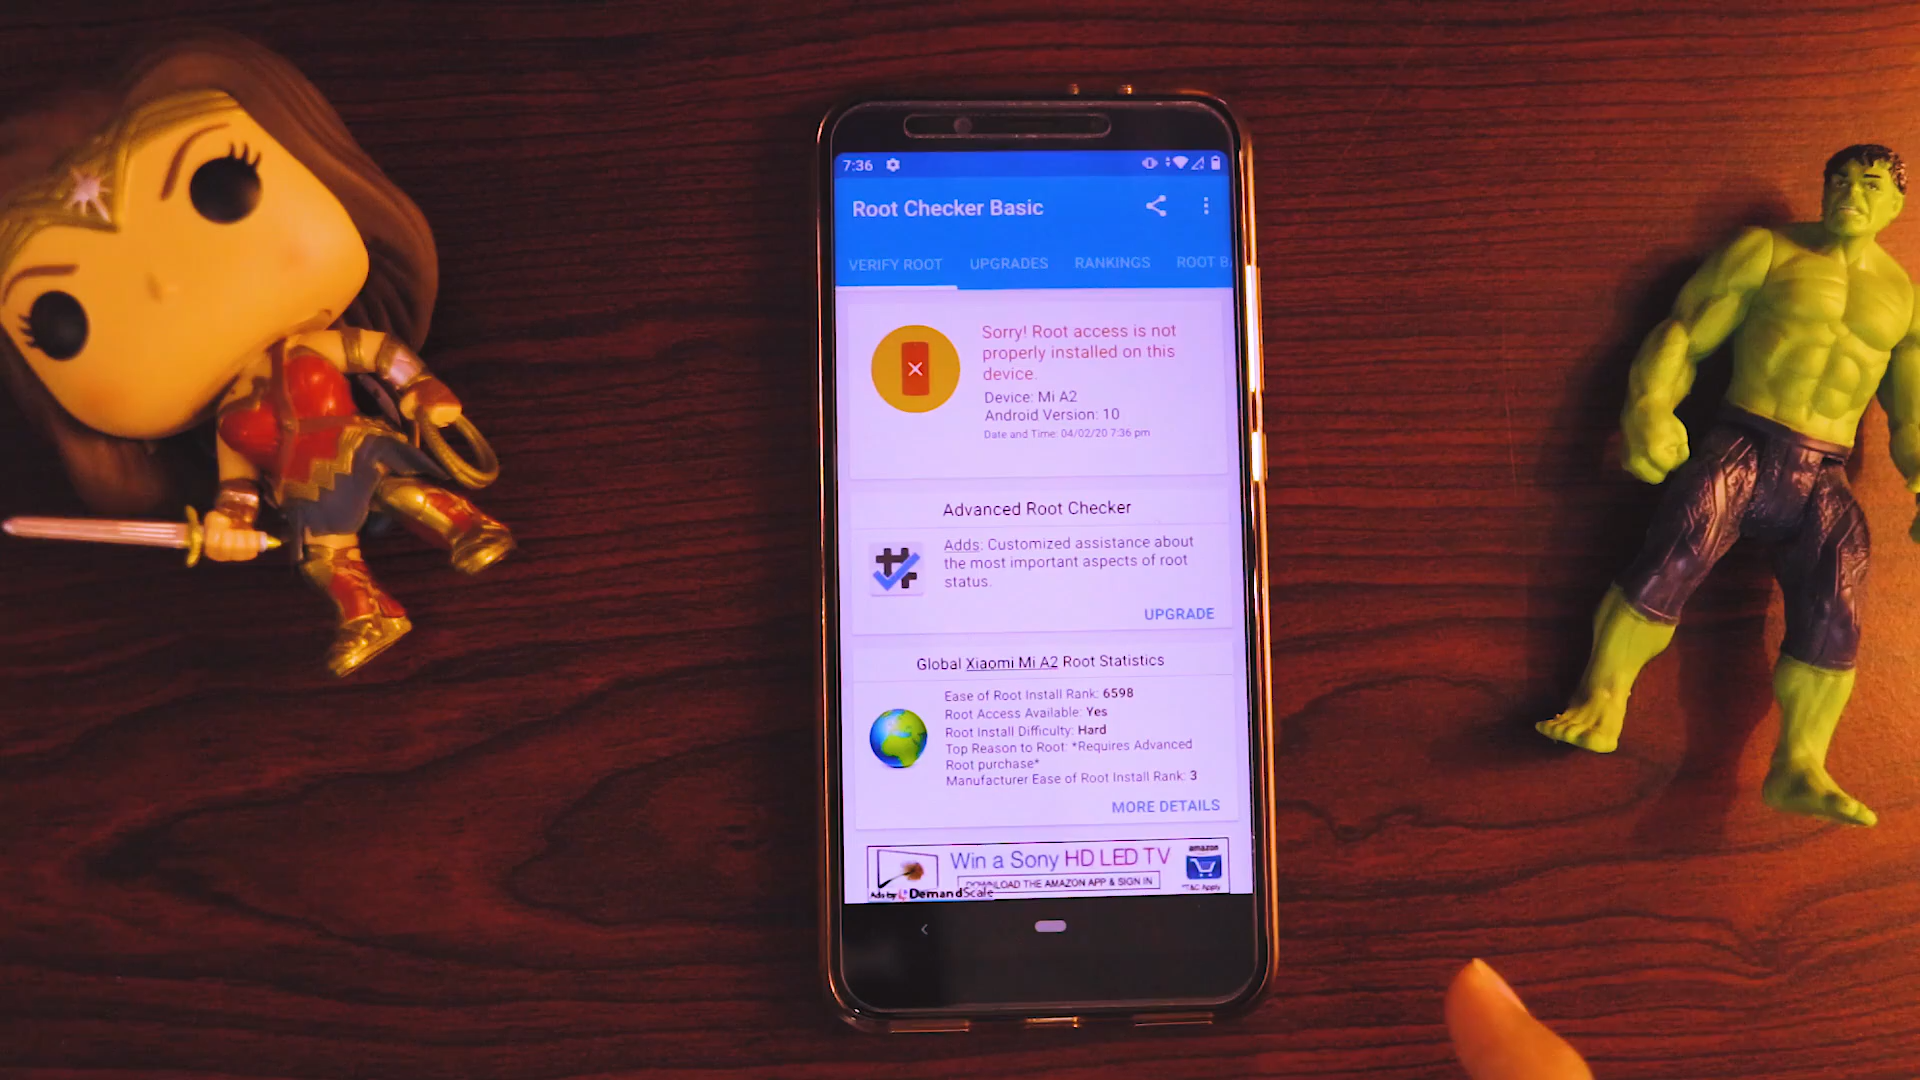 7:36
Root Checker Basic
VERIFY ROOT UPGRADES RANKINGS ROOT B
Sorry! Root access is not
properly installed on this
device.
Device: Mi A2
Android Version: 10
Date and Time: 04/02/20 7:36 pm
Advanced Root Checker
Adds: Customized assistance about
the most important aspects of root
status.
UPGRADE
Global Xiaomi Mi A2 Root Statistics
Ease of Root Install Rank: 6598
Root Access Available: Yes
Root Install Difficulty: Hard
Top Reason to Root: *Requires Advanced
Root purchase*
Manufacturer Ease of Root Install Rank: 3
MORE DETAILS
Win a Sony HD LED TV
amazon
DOWNLOAD THE AMAZON APP & SIGN IN
*T&C Apply
Ads by DemandScale